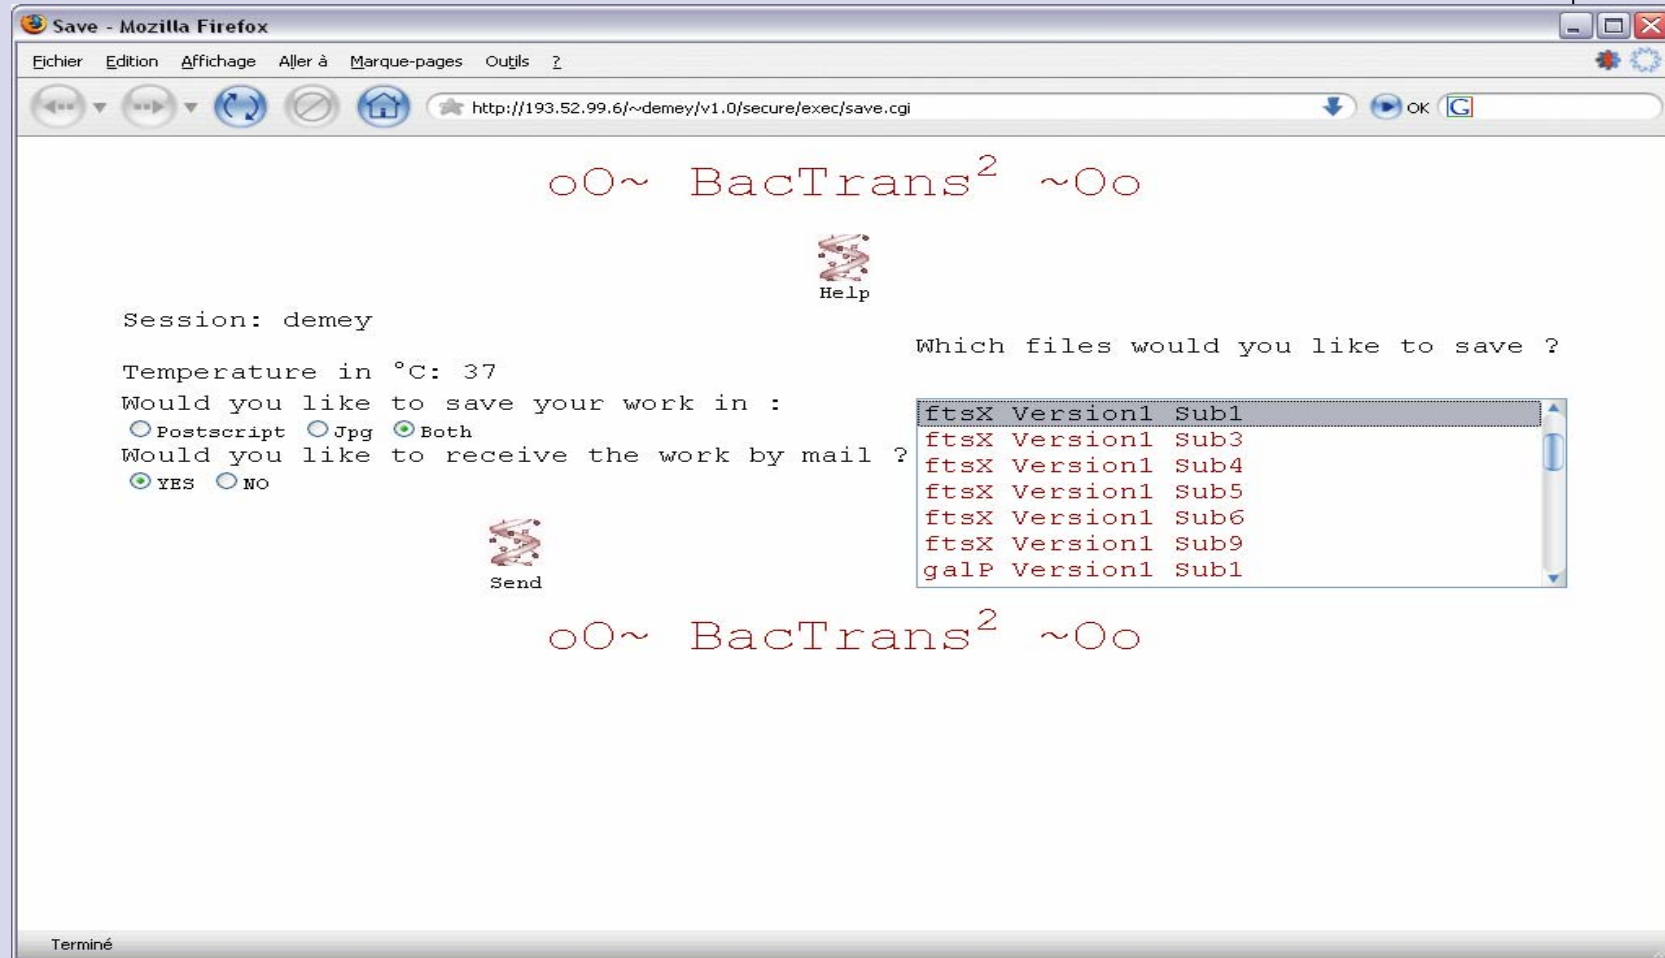 Save - Mozilla Firefox
Fichier Edition Affichage Aller à Marque-pages Outils ?
http://193.52.99.6/~demey/v1.0/secure/exec/save.cgi OK G
oO~ BacTrans² ~Oo
Help
Session: demey
Which files would you like to save ?
Temperature in °C: 37
Would you like to save your work in :
Postscript Jpg Both
Would you like to receive the work by mail ?
YES NO
ftsX Version1 Sub1
ftsX Version1 Sub3
ftsX Version1 Sub4
ftsX Version1 Sub5
ftsX Version1 Sub6
ftsX Version1 Sub9
galP Version1 Sub1
Send
oO~ BacTrans² ~Oo
Terminé